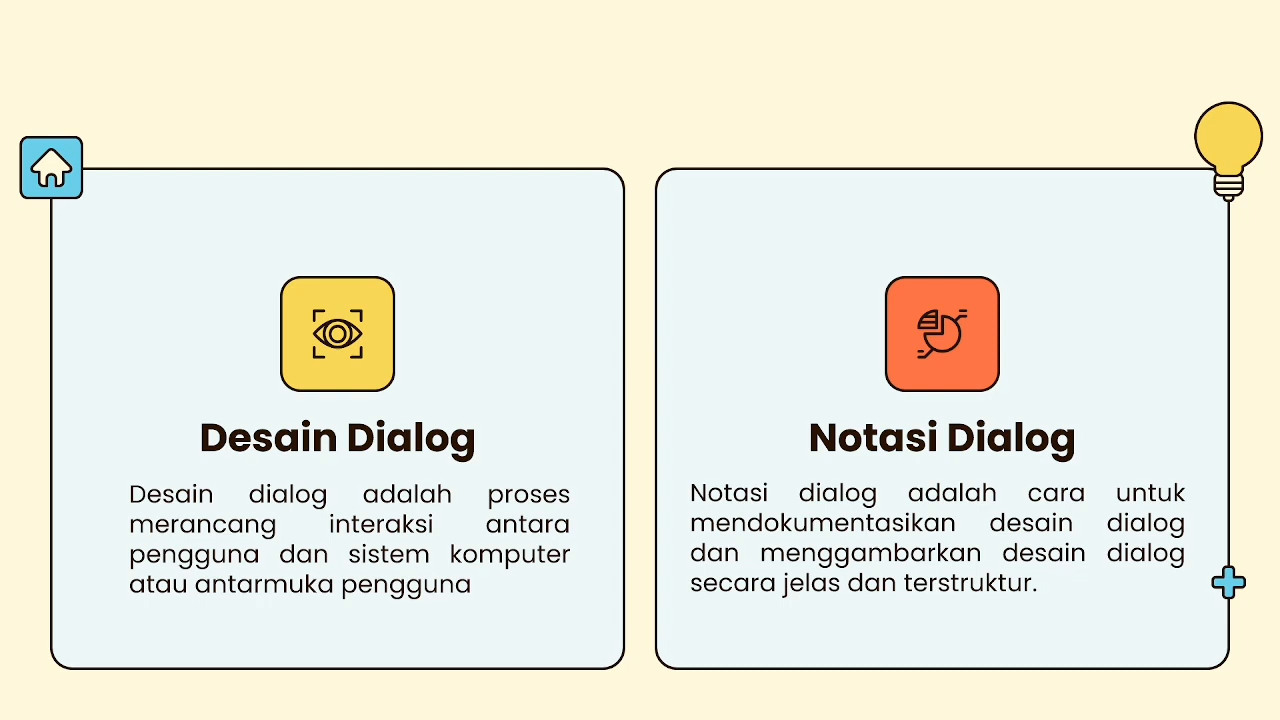 Desain Dialog
Desain dialog adalah proses
merancang interaksi antara
pengguna dan sistem komputer
atau antarmuka pengguna
Notasi Dialog
Notasi dialog adalah cara untuk
mendokumentasikan desain dialog
dan menggambarkan desain dialog
secara jelas dan terstruktur.